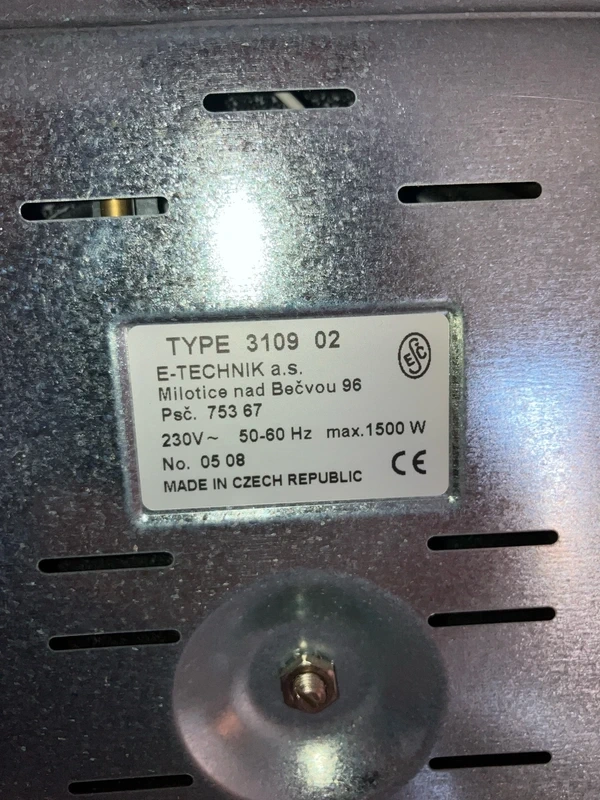 TYPE 3109 02
E-TECHNIK a.s.
Milotice nad Bečvou 96
Psč. 753 67
230V~ 50-60 Hz max.1500 W
No. 05 08
MADE IN CZECH REPUBLIC
ESC
CE